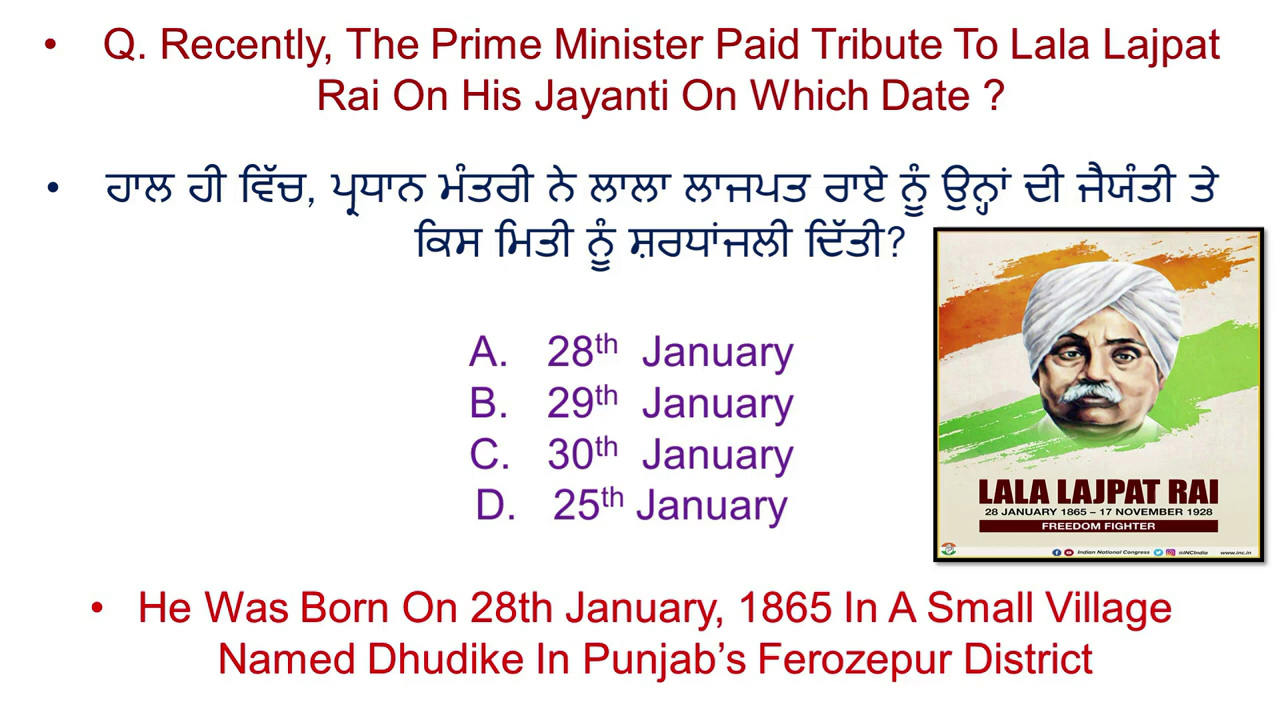 • Q. Recently, The Prime Minister Paid Tribute To Lala Lajpat
Rai On His Jayanti On Which Date ?
• ਹਾਲ ਹੀ ਵਿੱਚ, ਪ੍ਰਧਾਨ ਮੰਤਰੀ ਨੇ ਲਾਲਾ ਲਾਜਪਤ ਰਾਏ ਨੂੰ ਉਨ੍ਹਾਂ ਦੀ ਜੈਯੰਤੀ ਤੇ
ਕਿਸ ਮਿਤੀ ਨੂੰ ਸ਼ਰਧਾਂਜਲੀ ਦਿੱਤੀ?
A. 28th January
B. 29th January
C. 30th January
D. 25th January
LALA LAJPAT RAI
28 JANUARY 1865 – 17 NOVEMBER 1928
FREEDOM FIGHTER
Indian National Congress @INCIndia www.inc.in
• He Was Born On 28th January, 1865 In A Small Village
Named Dhudike In Punjab’s Ferozepur District